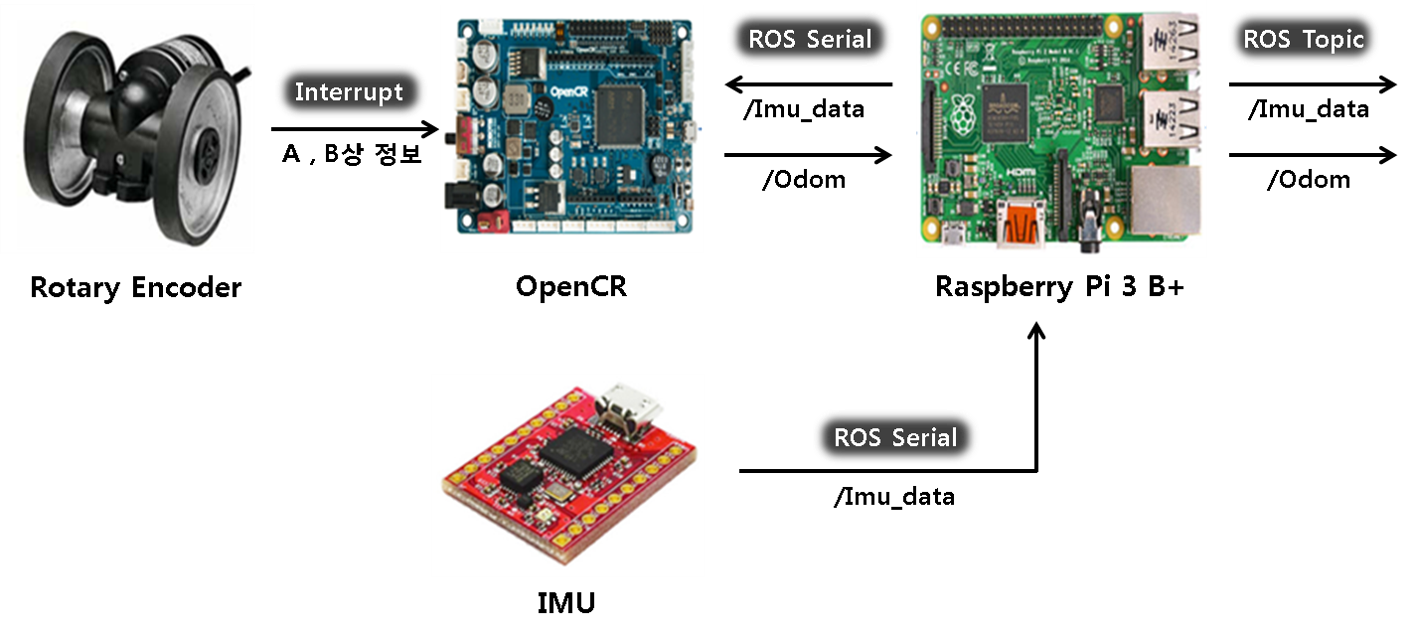 Interrupt
A , B상 정보
Rotary Encoder
OpenCR
OpenCR
ROS Serial
/Imu_data
/Odom
Raspberry Pi 3 B+
ROS Topic
/Imu_data
/Odom
HDMI
ROS Serial
/Imu_data
IMU